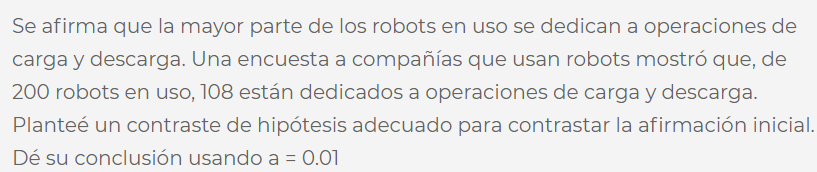 Se afirma que la mayor parte de los robots en uso se dedican a operaciones de
carga y descarga. Una encuesta a compañías que usan robots mostró que, de
200 robots en uso, 108 están dedicados a operaciones de carga y descarga.
Planteé un contraste de hipótesis adecuado para contrastar la afirmación inicial.
Dé su conclusión usando a = 0.01